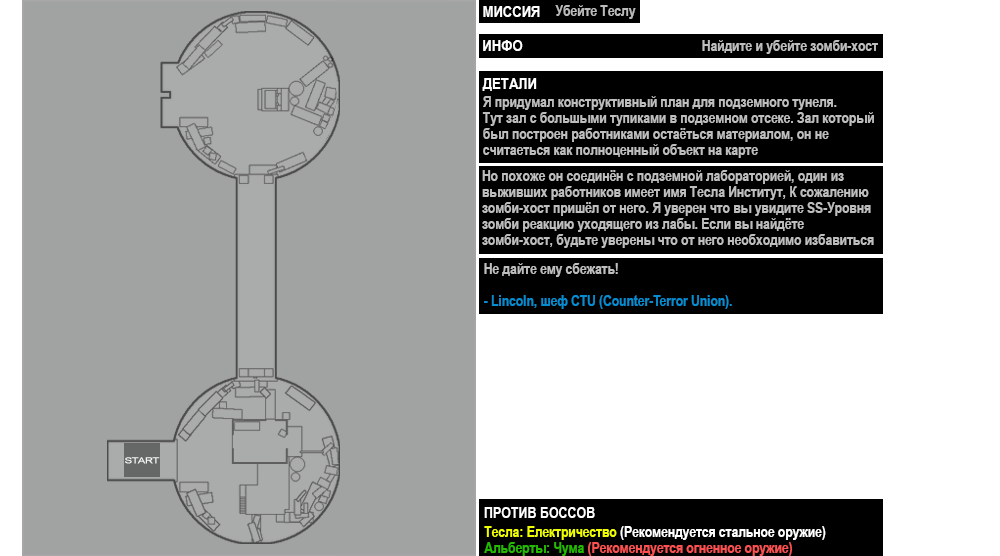 START
МИССИЯ Убейте Теслу
ИНФО Найдите и убейте зомби-хост
ДЕТАЛИ
Я придумал конструктивный план для подземного тунеля.
Тут зал с большыми тупиками в подземном отсеке. Зал который
был построен работниками остаёться материалом, он не
считаеться как полноценный объект на карте
Но похоже он соединён с подземной лабораторией, один из
выживших работников имеет имя Тесла Институт, К сожалению
зомби-хост пришёл от него. Я уверен что вы увидите SS-Уровня
зомби реакцию уходящего из лабы. Если вы найдёте
зомби-хост, будьте уверены что от него необходимо избавиться
Не дайте ему сбежать!
- Lincoln, шеф CTU (Counter-Terror Union).
ПРОТИВ БОССОВ
Тесла: Електричество (Рекомендуется стальное оружие)
Альберты: Чума (Рекомендуется огненное оружие)